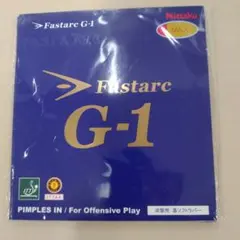 Fastarc G-1
Nittaku
Fastarc
G-1
PIMPLES IN / For Offensive Play